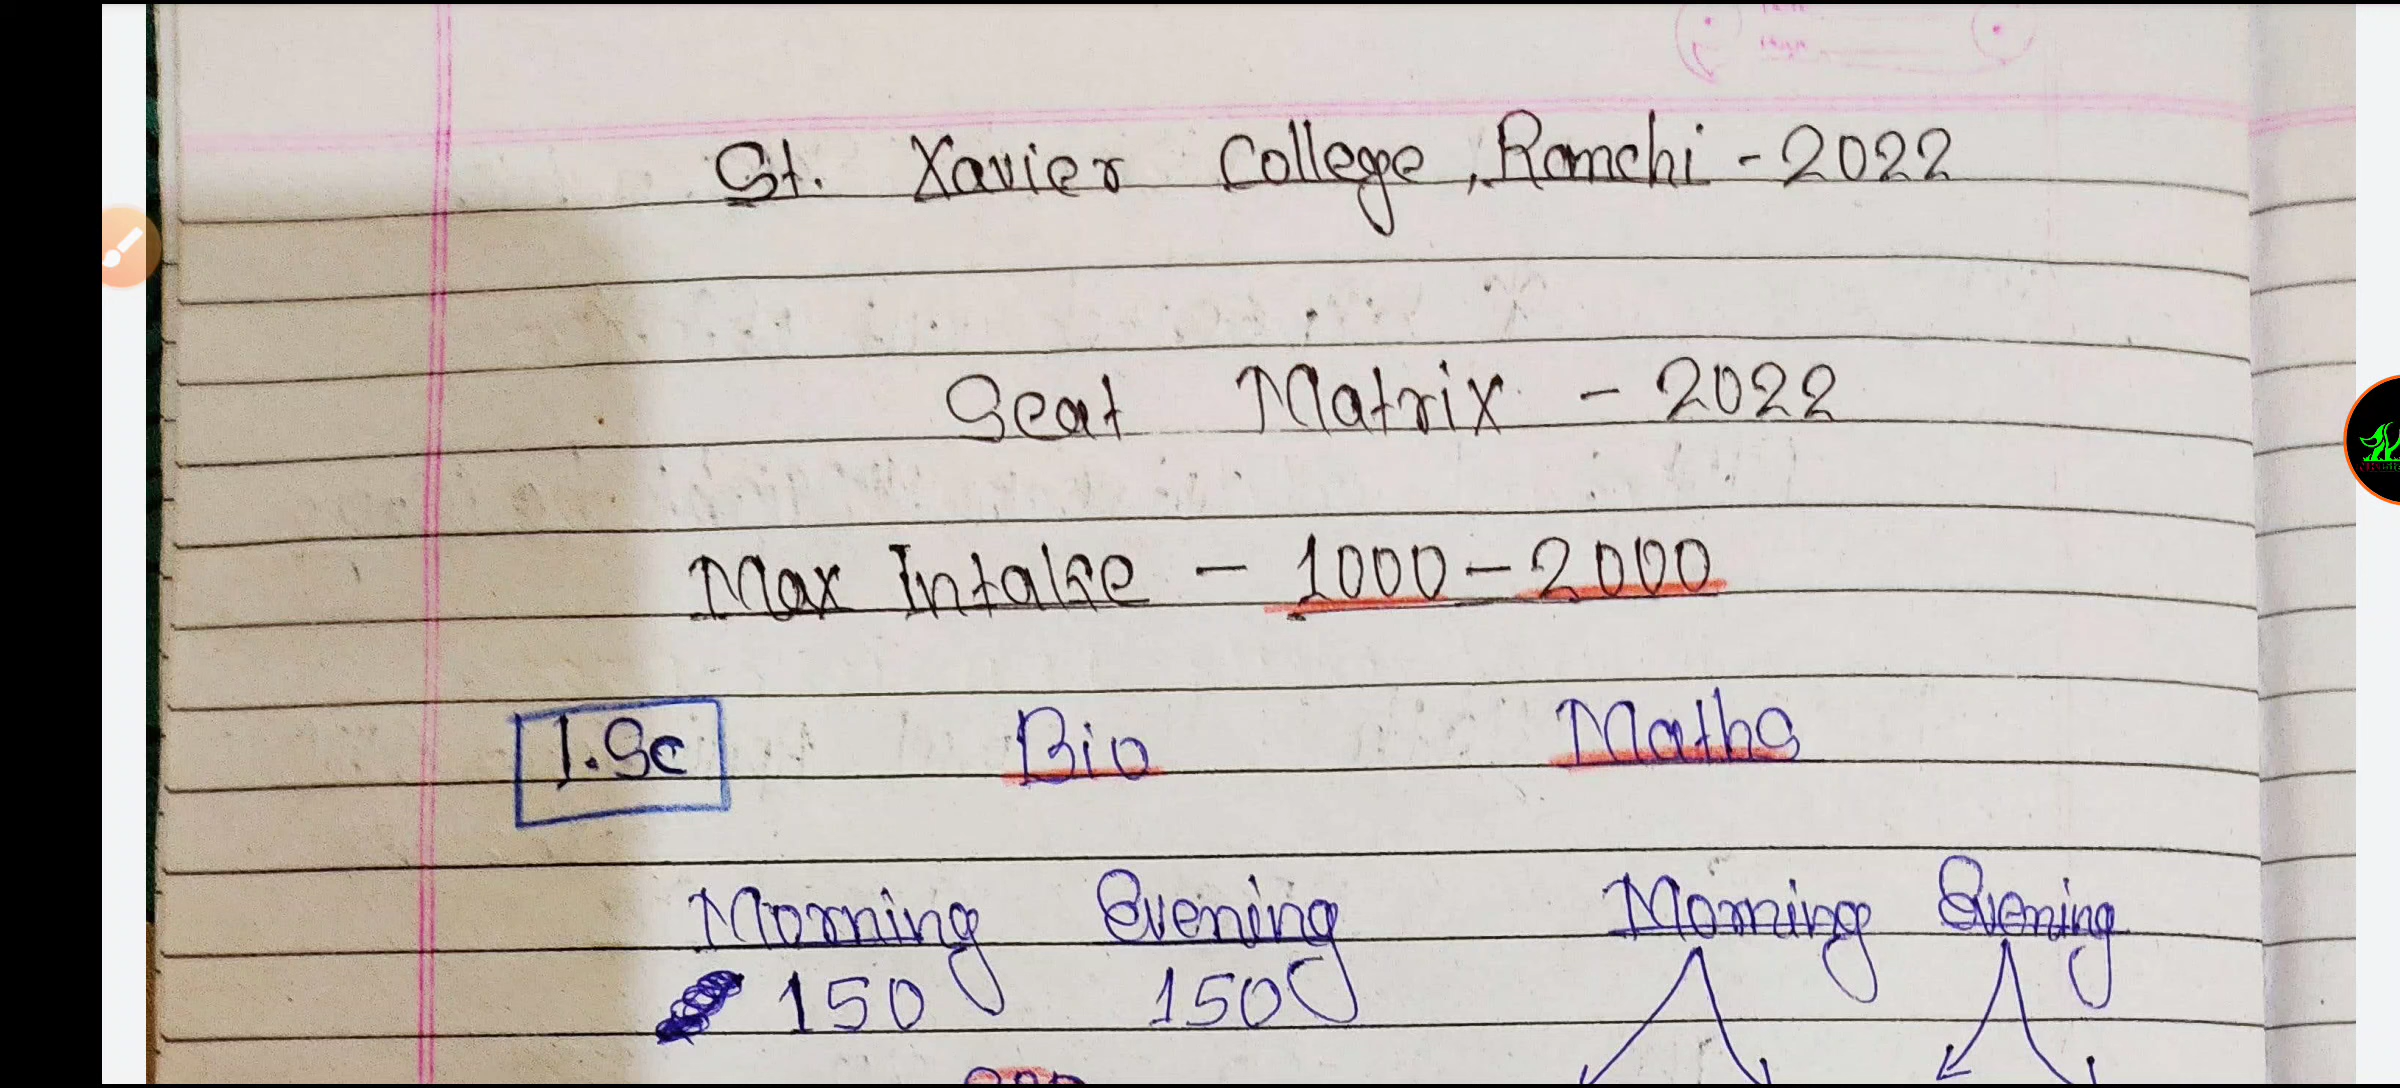 St. Xavier College, Ranchi - 2022
Seat Matrix - 2022
Max Intake - 1000 - 2000
I.Sc Bio Maths
Morning Evening Morning Evening
150 150